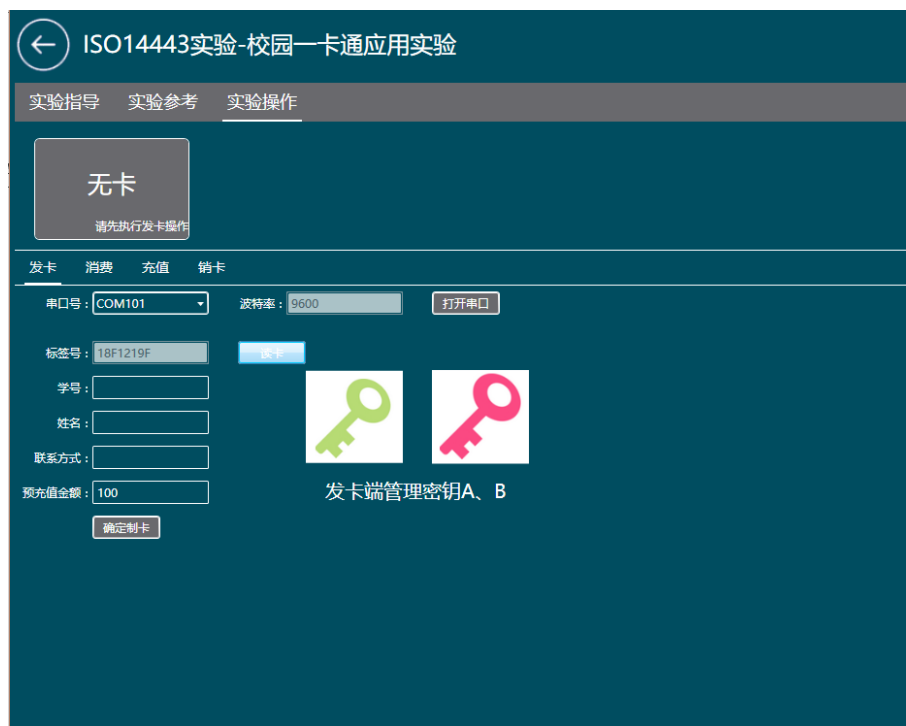 ISO14443实验-校园一卡通应用实验
实验指导 实验参考 实验操作
无卡
请先执行发卡操作
发卡 消费 充值 销卡
串口号： COM101 波特率： 9600 打开串口
标签号： 18F1219F 读卡
学号：
姓名：
联系方式：
预充值金额： 100 发卡端管理密钥A、B
确定制卡